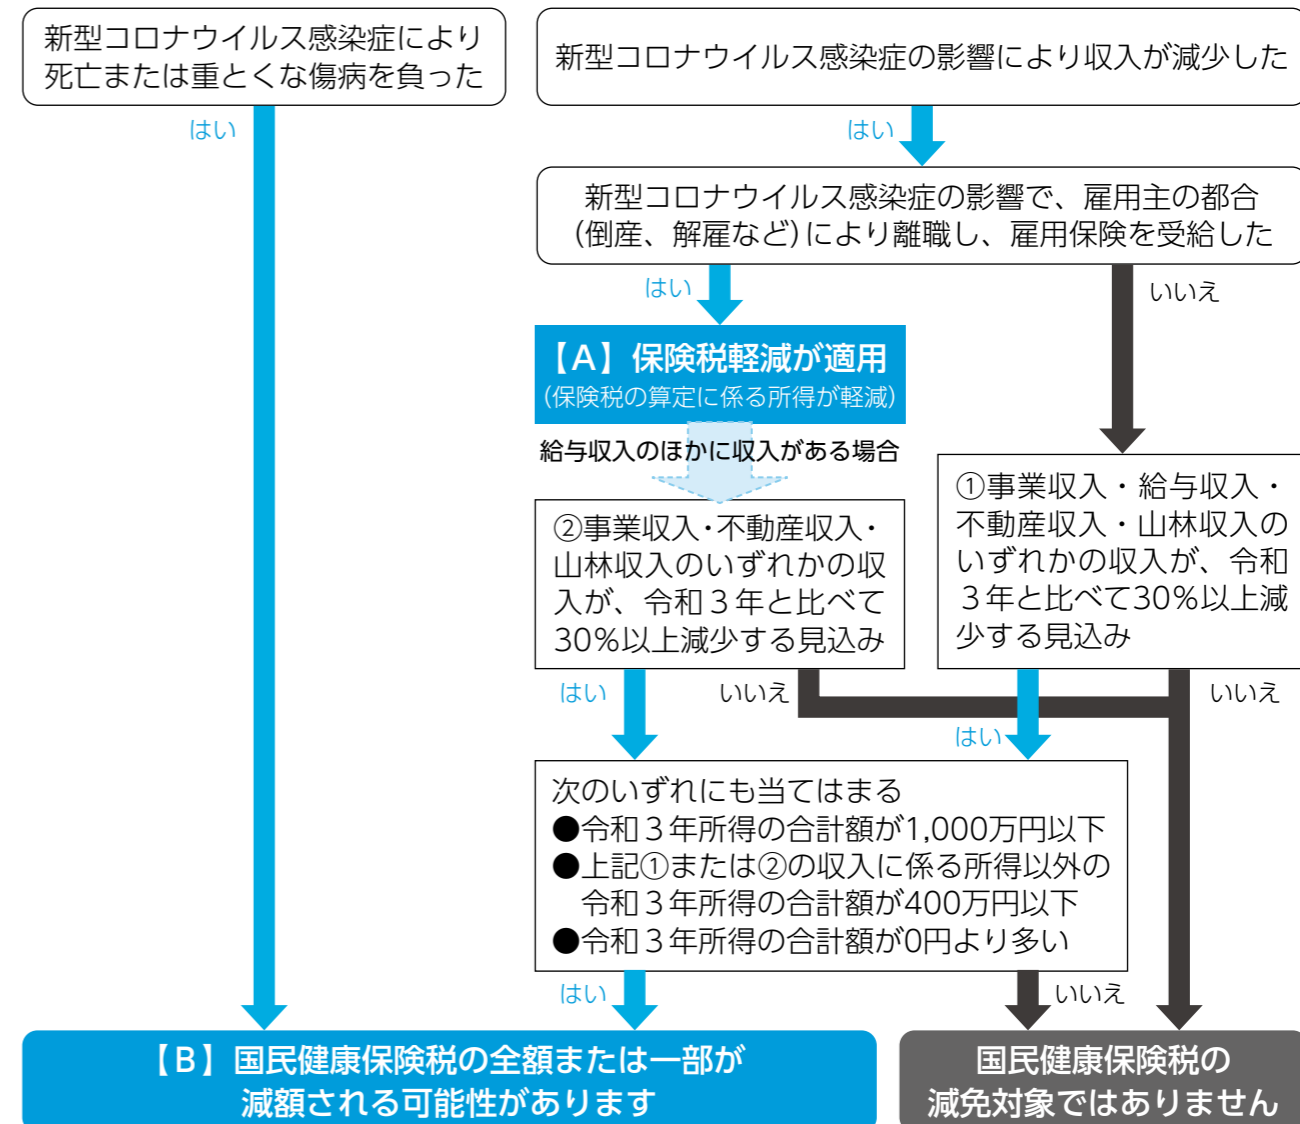 新型コロナウイルス感染症により
死亡または重とくな傷病を負った
はい
新型コロナウイルス感染症の影響により収入が減少した
はい
新型コロナウイルス感染症の影響で、雇用主の都合
(倒産、解雇など)により離職し、雇用保険を受給した
はい
いいえ
【A】保険税軽減が適用
(保険税の算定に係る所得が軽減)
給与収入のほかに収入がある場合
②事業収入・不動産収入・
山林収入のいずれかの収
入が、令和3年と比べて
30%以上減少する見込み
①事業収入・給与収入・
不動産収入・山林収入の
いずれかの収入が、令和
3年と比べて30%以上減
少する見込み
はい
いいえ
はい
いいえ
次のいずれにも当てはまる
●令和3年所得の合計額が1,000万円以下
●上記①または②の収入に係る所得以外の
令和3年所得の合計額が400万円以下
●令和3年所得の合計額が0円より多い
はい
いいえ
【B】国民健康保険税の全額または一部が
減額される可能性があります
国民健康保険税の
減免対象ではありません